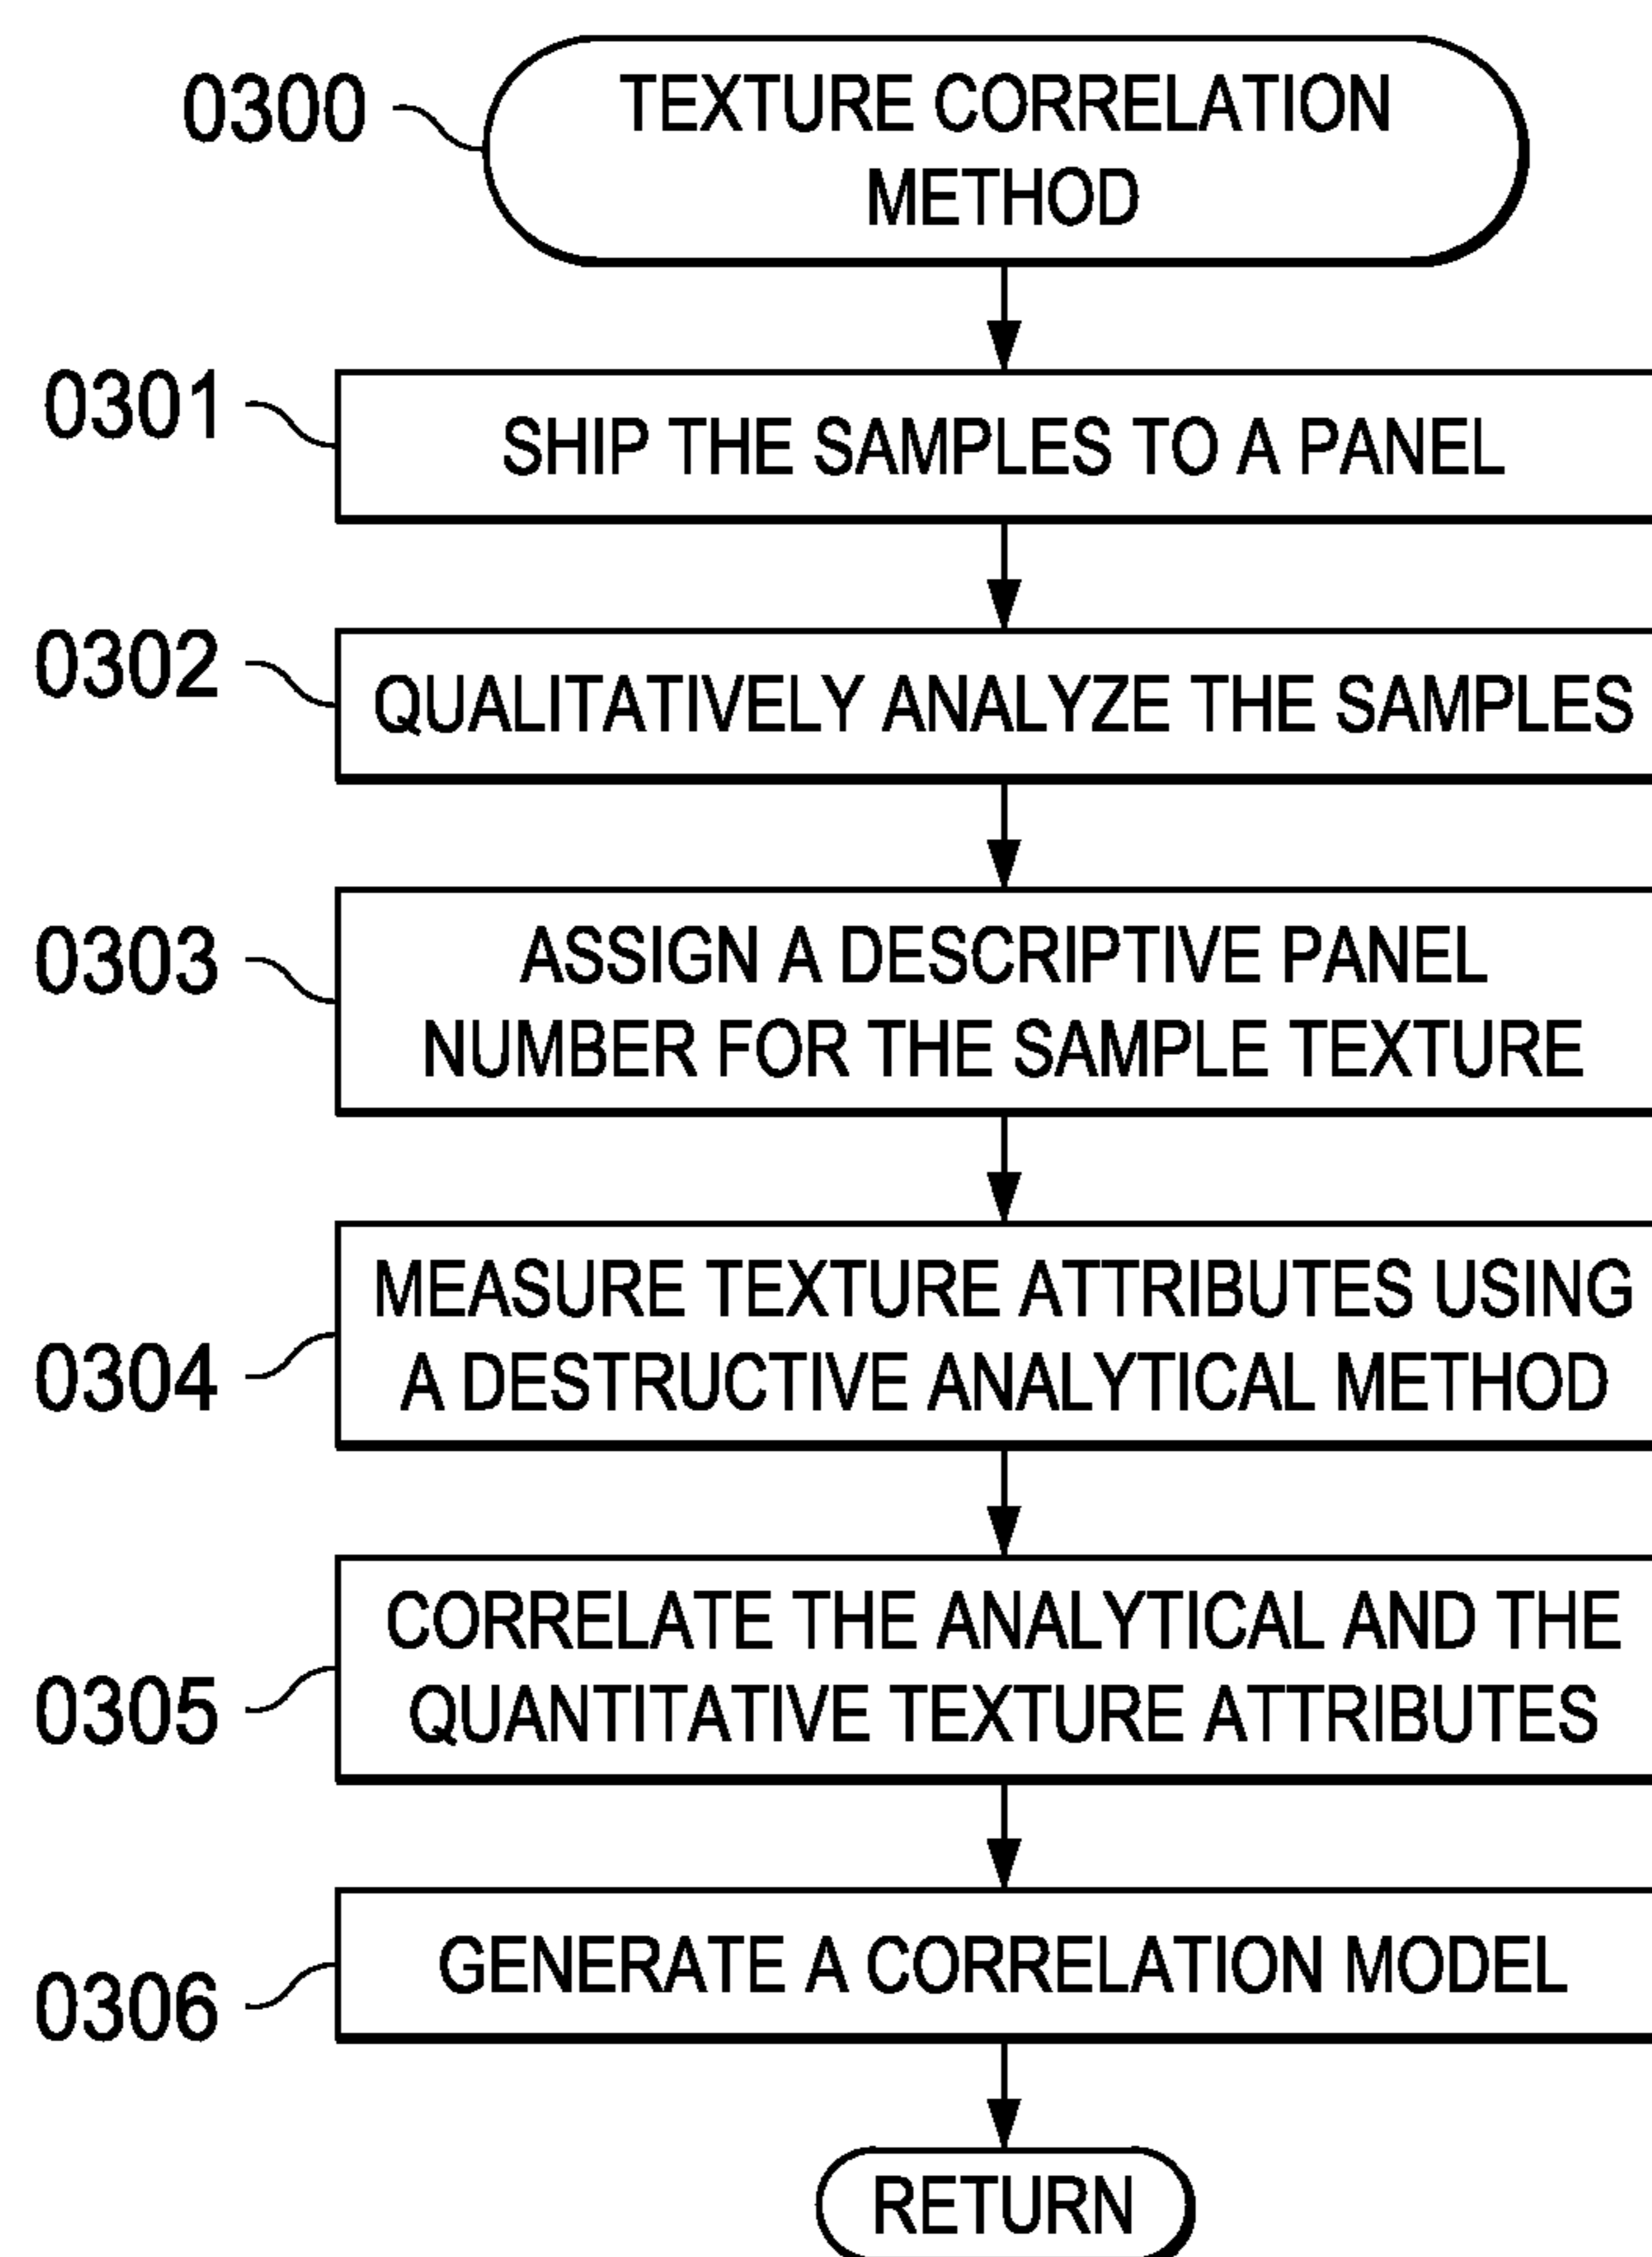 0300
TEXTURE CORRELATION
METHOD
0301
SHIP THE SAMPLES TO A PANEL
0302
QUALITATIVELY ANALYZE THE SAMPLES
0303
ASSIGN A DESCRIPTIVE PANEL
NUMBER FOR THE SAMPLE TEXTURE
0304
MEASURE TEXTURE ATTRIBUTES USING
A DESTRUCTIVE ANALYTICAL METHOD
0305
CORRELATE THE ANALYTICAL AND THE
QUANTITATIVE TEXTURE ATTRIBUTES
0306
GENERATE A CORRELATION MODEL
RETURN